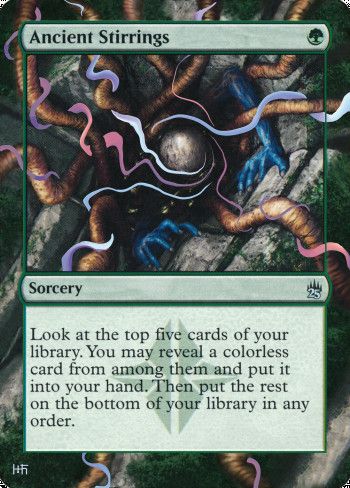 Ancient Stirrings
Sorcery
25
Look at the top five cards of your
library. You may reveal a colorless
card from among them and put it
into your hand. Then put the rest
on the bottom of your library in any
order.